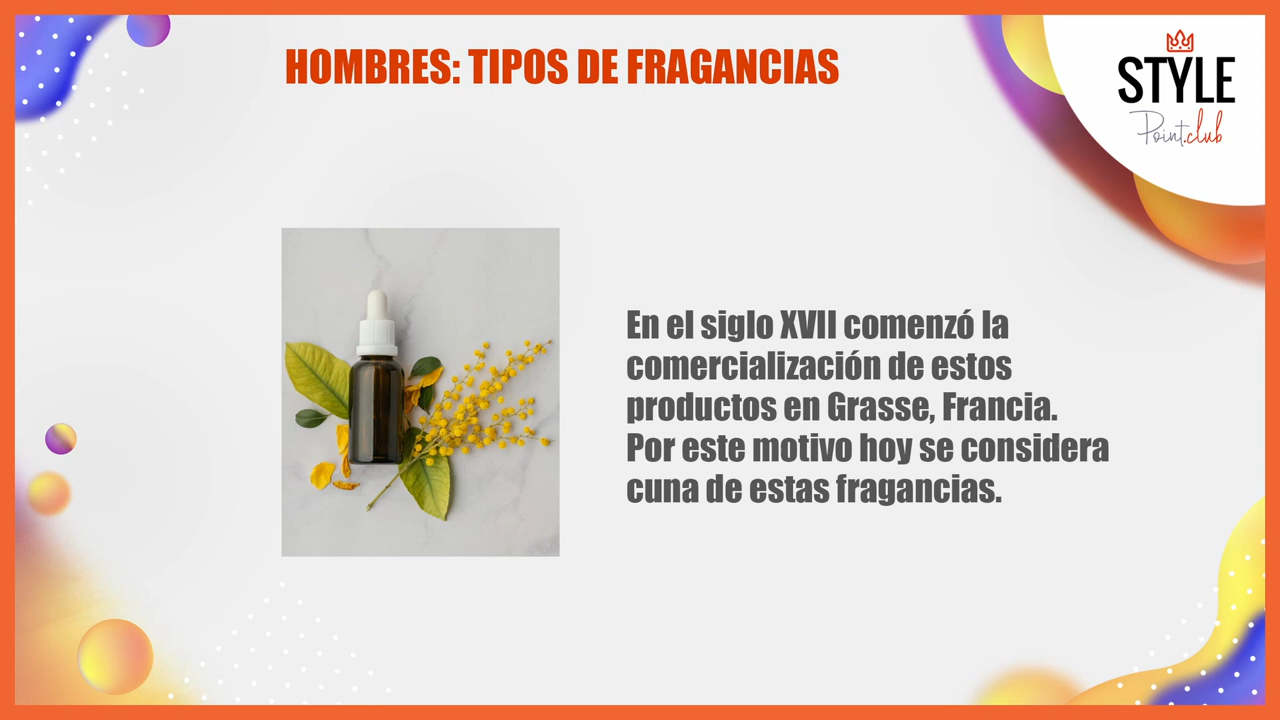 HOMBRES: TIPOS DE FRAGANCIAS
STYLE
Point.club
En el siglo XVII comenzó la
comercialización de estos
productos en Grasse, Francia.
Por este motivo hoy se considera
cuna de estas fragancias.